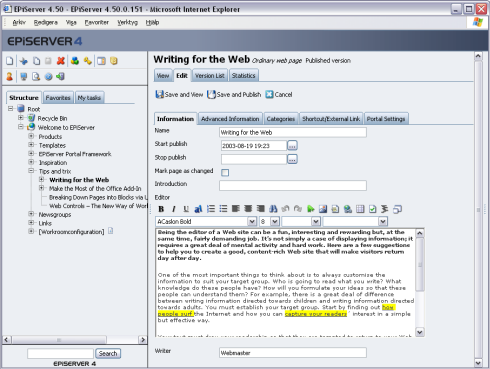 EPiServer 4.50 - EPiServer 4.50.0.151 - Microsoft Internet Explorer
Arkiv Redigera Visa Favoriter Verktyg Hjälp
EPiSERVER 4
Writing for the Web Ordinary web page Published version
View Edit Version List Statistics
Save and View Save and Publish Cancel
Structure Favorites My tasks
Root
Recycle Bin
Welcome to EPiServer
Products
Templates
EPiServer Portal Framework
Inspiration
Tips and trix
Writing for the Web
Make the Most of the Office Add-In
Breaking Down Pages into Blocks via L
Web Controls – The New Way of Worl
Newsgroups
Links
[Workroomconfiguration]
Search
EPiSERVER 4
Information Advanced Information Categories Shortcut/External Link Portal Settings
Name Writing for the Web
Start publish 2003-08-19 19:23 ...
Stop publish ...
Mark page as changed
Introduction
Editor
B I U
ACaslon Bold 8
Being the editor of a Web site can be a fun, interesting and rewarding but, at the
same time, fairly demanding job. It's not simply a case of displaying information; it
requires a great deal of mental activity and hard work. Here are a few suggestions
to help you to create a good, content-rich Web site that will make visitors return
day after day.
One of the most important things to think about is to always customise the
information to suit your target group. Who is going to read what you write? What
knowledge do these people have? How will you formulate your ideas so that these
people can understand them? For example, there is a great deal of difference
between writing information directed towards children and writing information directed
towards adults. You must establish your target group. Start by finding out how
people surf the Internet and how you can capture your readers' interest in a simple
but effective way.
Writer Webmaster